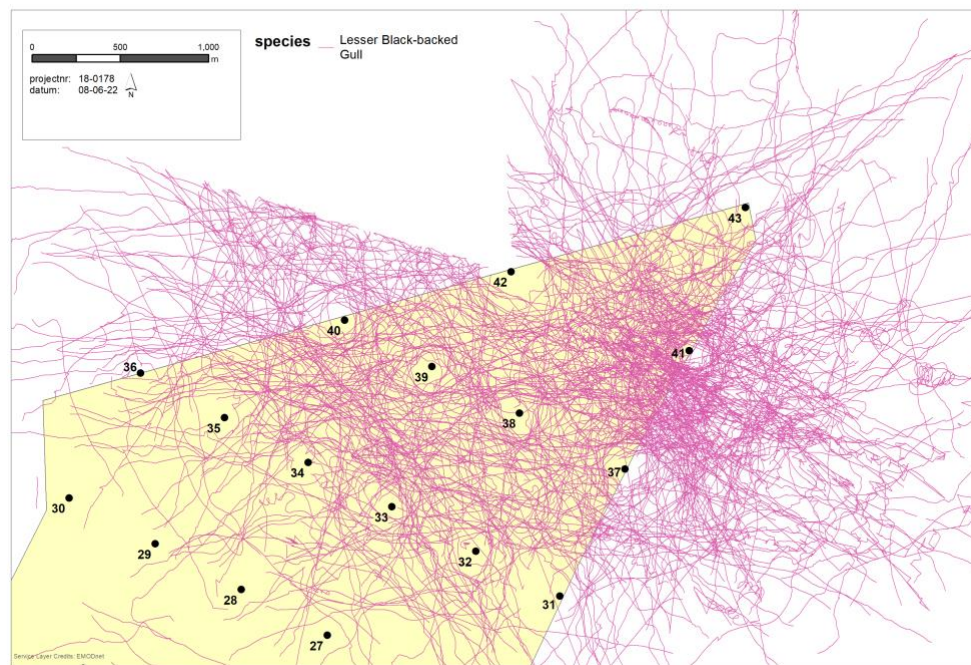 0 500 1,000
m
projectnr: 18-0178
datum: 08-06-22
N
species Lesser Black-backed
Gull
43
42
40
41
36
39
38
35
34
37
30
33
29
32
28
31
27
Service Layer Credits: EMODnet